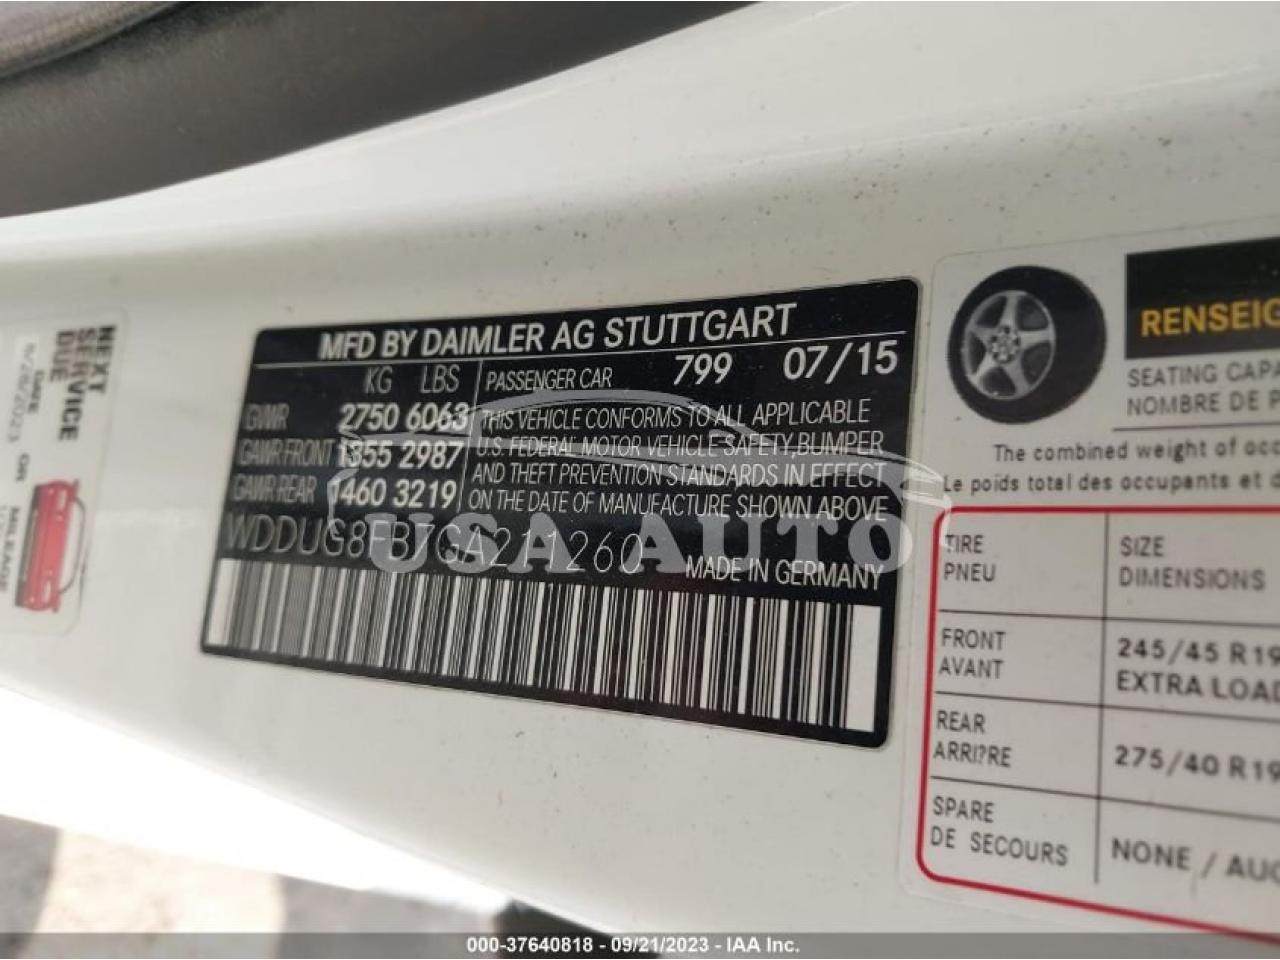 NEXT
SERVICE
DUE
DATE OR MILEAGE
MFD BY DAIMLER AG STUTTGART
KG LBS
PASSENGER CAR 799 07/15
GVWR 2750 6063
GAWR FRONT 1355 2987
GAWR REAR 1460 3219
THIS VEHICLE CONFORMS TO ALL APPLICABLE
U.S. FEDERAL MOTOR VEHICLE SAFETY, BUMPER
AND THEFT PREVENTION STANDARDS IN EFFECT
ON THE DATE OF MANUFACTURE SHOWN ABOVE
MADE IN GERMANY
USA AUTO
RENSEIG
SEATING CAPA
NOMBRE DE P
The combined weight of occ
Le poids total des occupants et d
TIRE
PNEU
SIZE
DIMENSIONS
FRONT
AVANT
245/45 R19
EXTRA LOAD
REAR
ARRI?RE
275/40 R19
SPARE
DE SECOURS
NONE / AUC
000-37640818 - 09/21/2023 - IAA Inc.